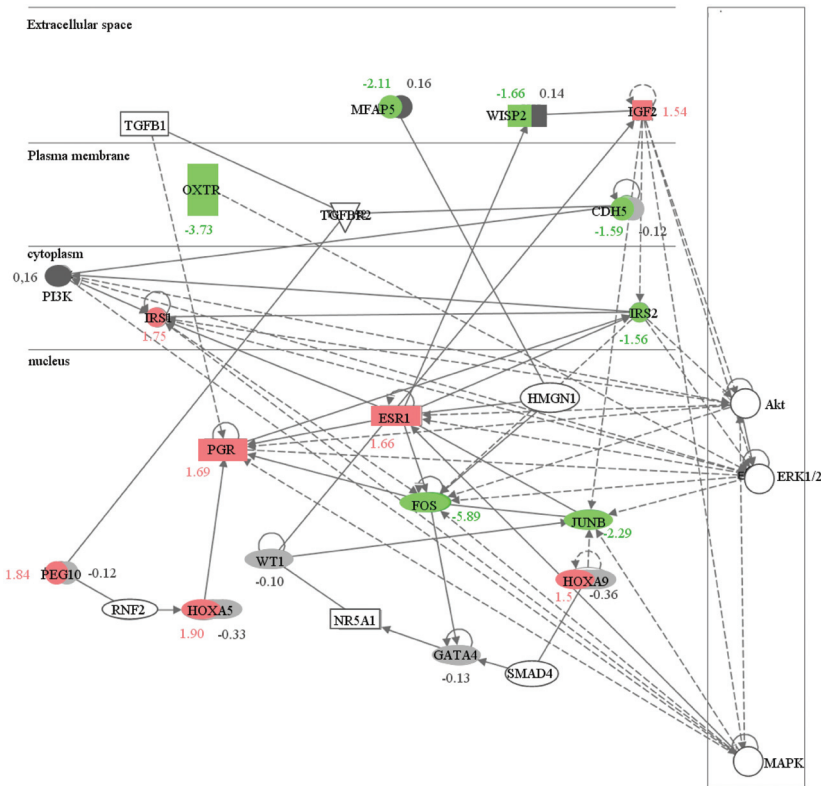 Extracellular space
-2.11 0.16
MFAP5
-1.66 0.14
WISP2
IGF2 1.54
TGFB1
Plasma membrane
OXTR
-3.73
TGFBR2
CDH5
-1.59 -0.12
cytoplasm
0,16
PI3K
IRS1
1.75
IRS2
-1.56
nucleus
HMGN1
Akt
ESR1
1.66
PGR
1.69
ERK1/2
FOS
-5.89
JUNB
-2.29
WT1
-0.10
1.84 PEG10 -0.12
HOXA9
1.5 -0.36
RNF2
HOXA5
1.90 -0.33
NR5A1
GATA4
-0.13
SMAD4
MAPK